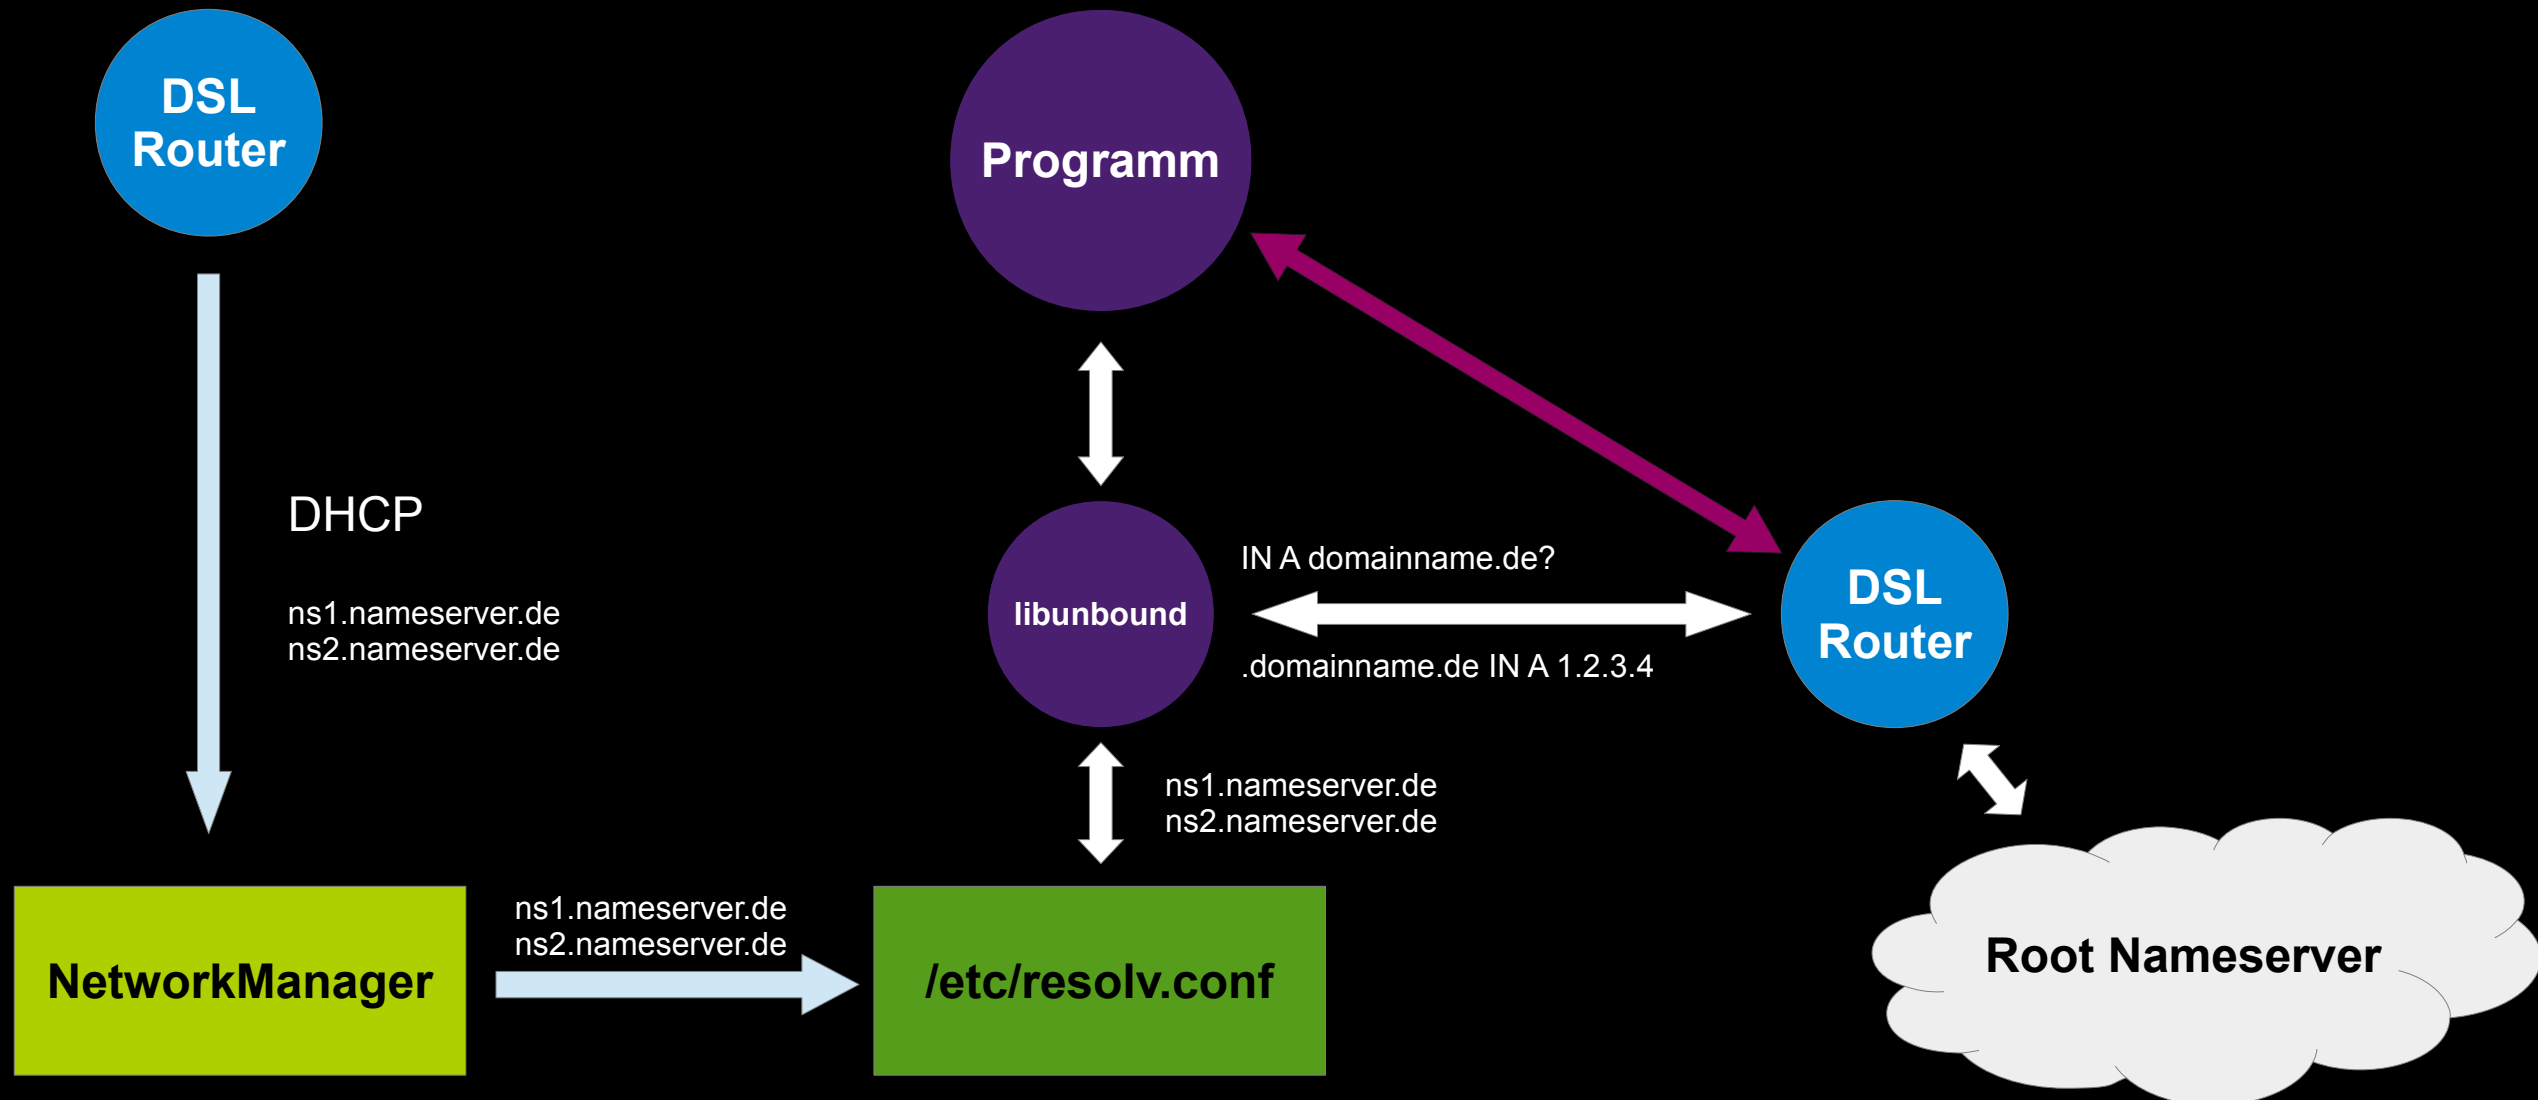 DSL
Router
Programm
DHCP
ns1.nameserver.de
ns2.nameserver.de
IN A domainname.de?
libunbound
.domainname.de IN A 1.2.3.4
DSL
Router
ns1.nameserver.de
ns2.nameserver.de
ns1.nameserver.de
ns2.nameserver.de
NetworkManager
/etc/resolv.conf
Root Nameserver